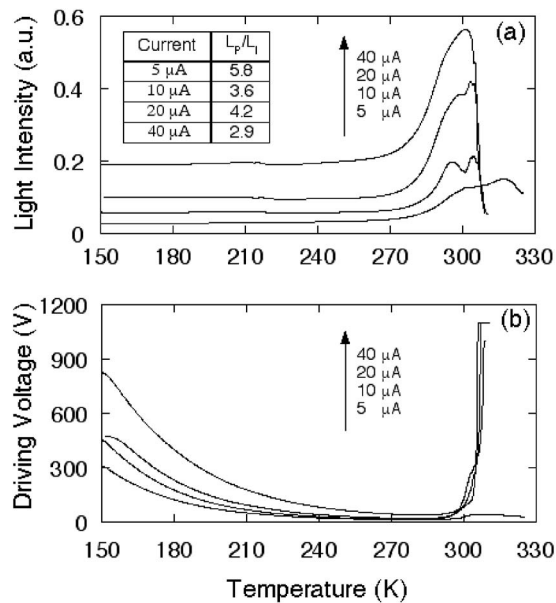 (a)
Light Intensity (a.u.)
0.6
0.4
0.2
0
Current L_P/L_I
5 μA 5.8
10 μA 3.6
20 μA 4.2
40 μA 2.9
40 μA
20 μA
10 μA
5 μA
150 180 210 240 270 300 330
(b)
Driving Voltage (V)
1200
900
600
300
0
40 μA
20 μA
10 μA
5 μA
150 180 210 240 270 300 330
Temperature (K)